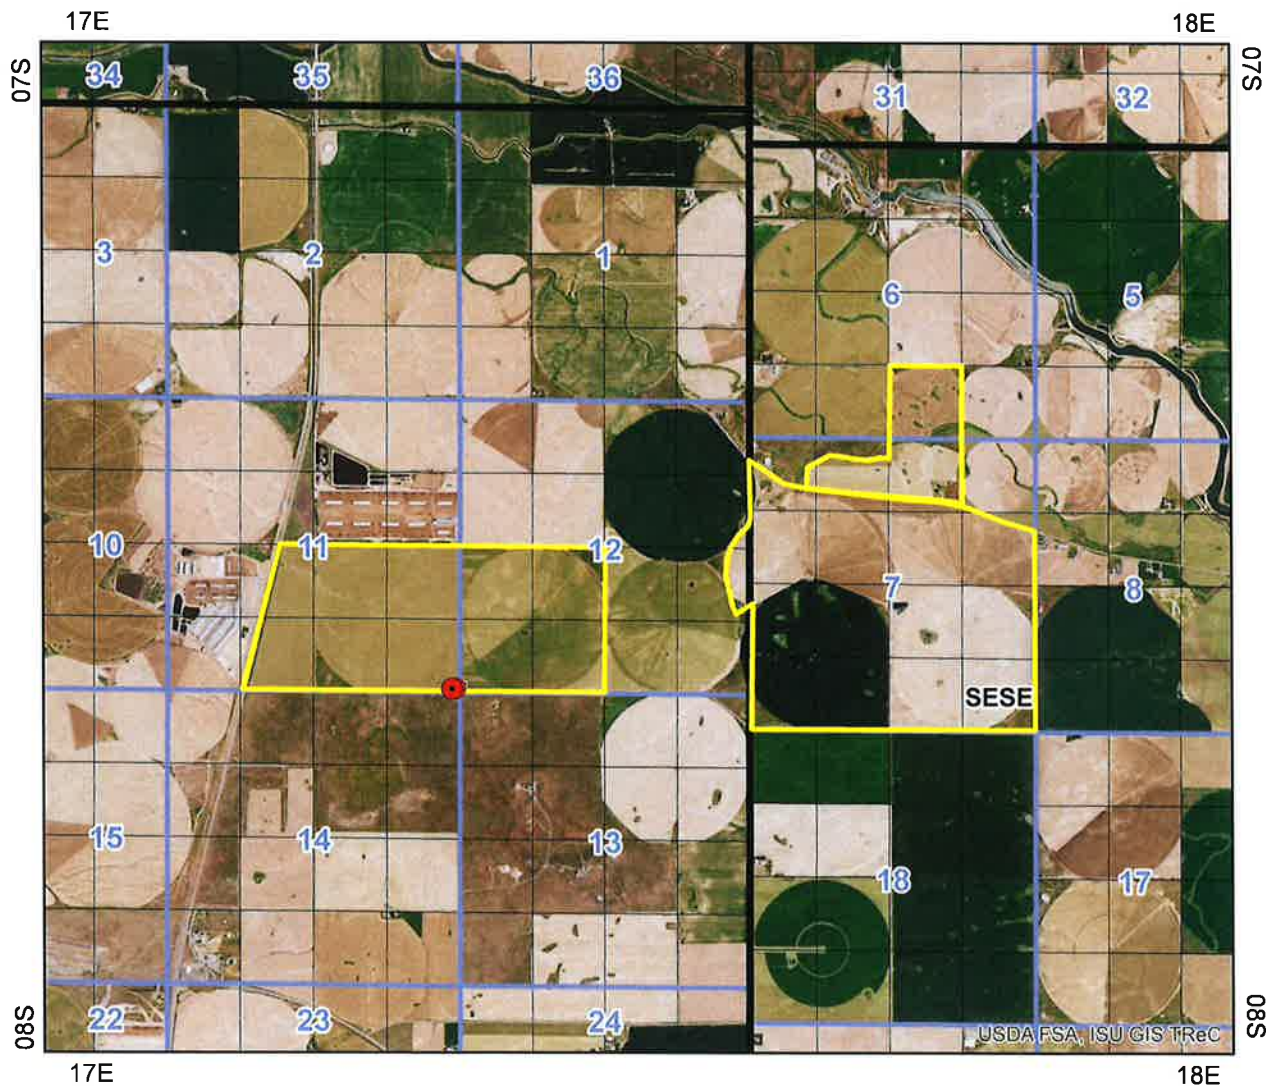 17E 18E
07S 07S
34 35 36 31 32
3 2 1 6 5
10 11 12 7 8
SESE
15 14 13 18 17
22 23 24
USDA FSA, ISU GIS TReC
08S 08S
17E 18E